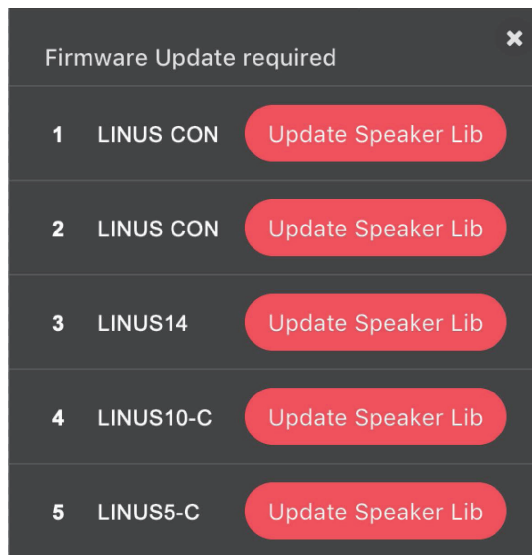 Firmware Update required
1 LINUS CON Update Speaker Lib
2 LINUS CON Update Speaker Lib
3 LINUS14 Update Speaker Lib
4 LINUS10-C Update Speaker Lib
5 LINUS5-C Update Speaker Lib